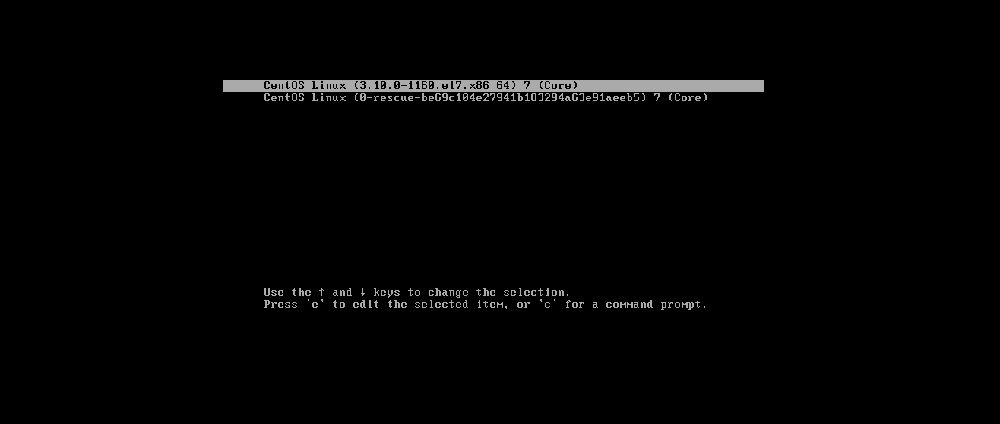 CentOS Linux (3.10.0-1160.el7.x86_64) 7 (Core)
CentOS Linux (0-rescue-be69c104e27941b183294a63e91aeeb5) 7 (Core)
Use the ↑ and ↓ keys to change the selection.
Press 'e' to edit the selected item, or 'c' for a command prompt.